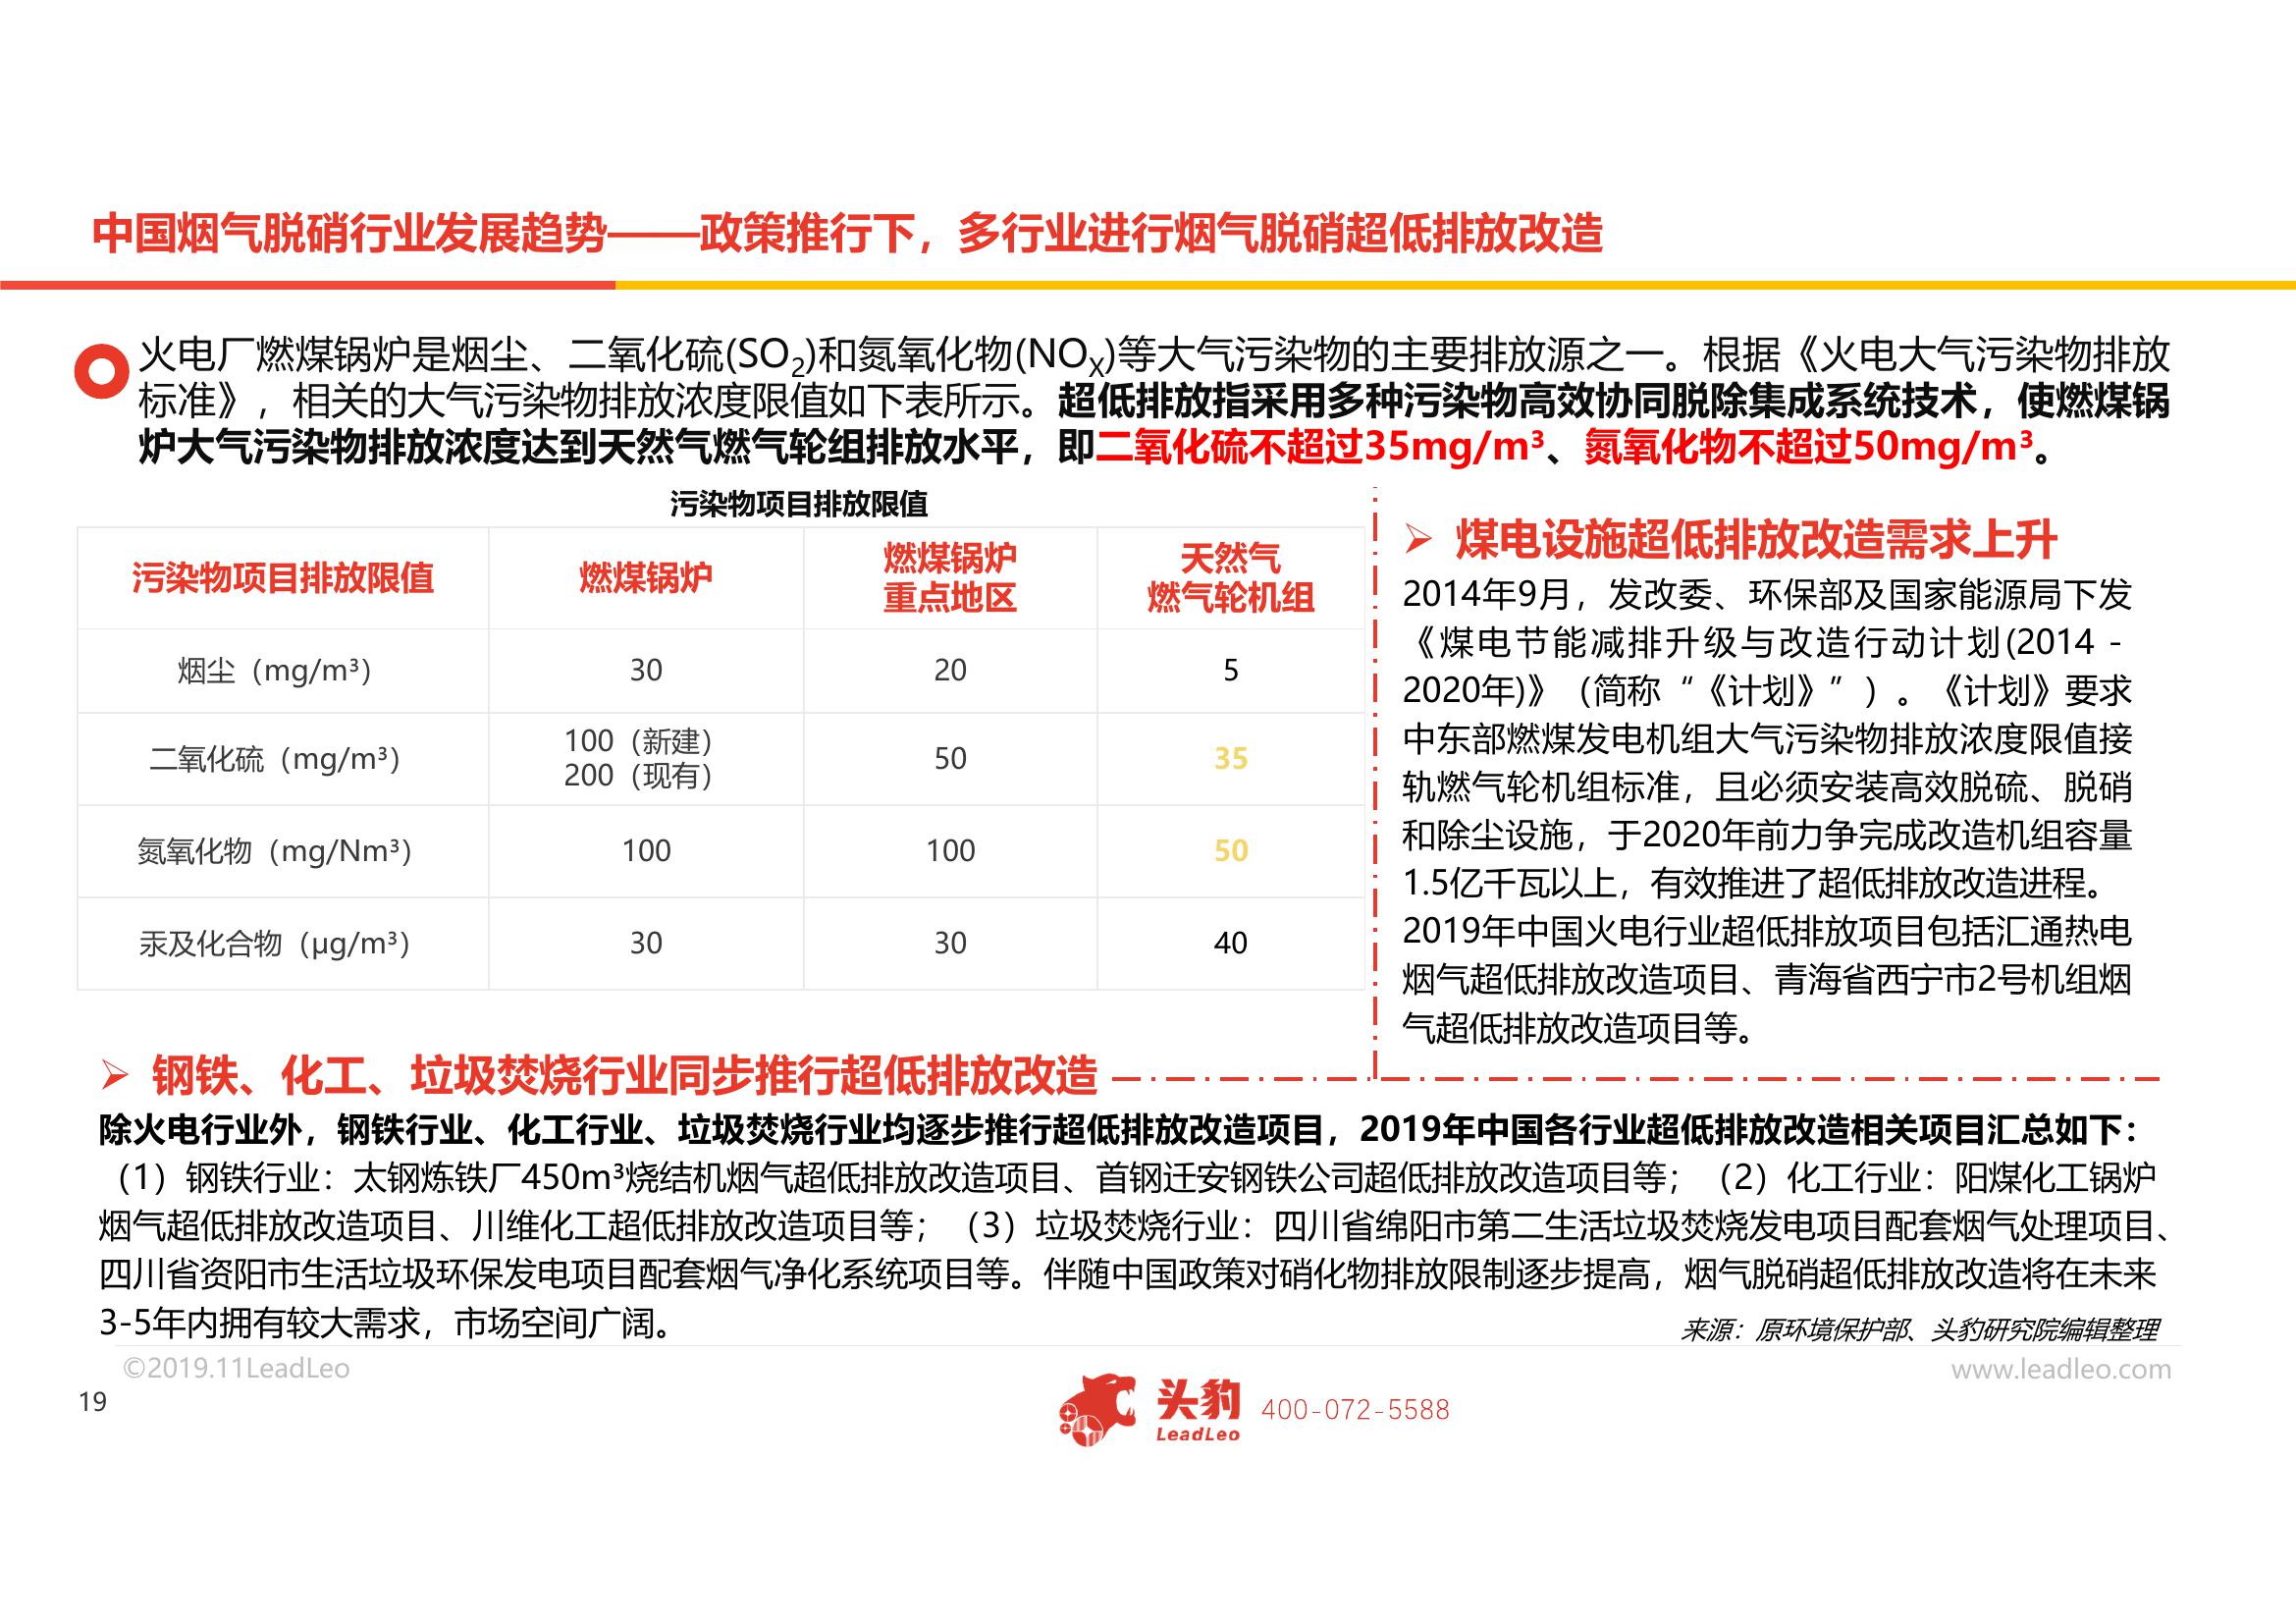 中国烟气脱硝行业发展趋势——政策推行下，多行业进行烟气脱硝超低排放改造
火电厂燃煤锅炉是烟尘、二氧化硫(SO₂)和氮氧化物(NOₓ)等大气污染物的主要排放源之一。根据《火电大气污染物排放
标准》，相关的大气污染物排放浓度限值如下表所示。超低排放指采用多种污染物高效协同脱除集成系统技术，使燃煤锅
炉大气污染物排放浓度达到天然气燃气轮组排放水平，即二氧化硫不超过35mg/m³、氮氧化物不超过50mg/m³。
污染物项目排放限值
污染物项目排放限值 燃煤锅炉 燃煤锅炉 重点地区 天然气 燃气轮机组
烟尘（mg/m³） 30 20 5
二氧化硫（mg/m³） 100（新建） 200（现有） 50 35
氮氧化物（mg/Nm³） 100 100 50
汞及化合物（μg/m³） 30 30 40
➢ 煤电设施超低排放改造需求上升
2014年9月，发改委、环保部及国家能源局下发
《煤电节能减排升级与改造行动计划(2014 -
2020年)》（简称“《计划》”）。《计划》要求
中东部燃煤发电机组大气污染物排放浓度限值接
轨燃气轮机组标准，且必须安装高效脱硫、脱硝
和除尘设施，于2020年前力争完成改造机组容量
1.5亿千瓦以上，有效推进了超低排放改造进程。
2019年中国火电行业超低排放项目包括汇通热电
烟气超低排放改造项目、青海省西宁市2号机组烟
气超低排放改造项目等。
➢ 钢铁、化工、垃圾焚烧行业同步推行超低排放改造
除火电行业外，钢铁行业、化工行业、垃圾焚烧行业均逐步推行超低排放改造项目，2019年中国各行业超低排放改造相关项目汇总如下：
（1）钢铁行业：太钢炼铁厂450m³烧结机烟气超低排放改造项目、首钢迁安钢铁公司超低排放改造项目等；（2）化工行业：阳煤化工锅炉
烟气超低排放改造项目、川维化工超低排放改造项目等；（3）垃圾焚烧行业：四川省绵阳市第二生活垃圾焚烧发电项目配套烟气处理项目、
四川省资阳市生活垃圾环保发电项目配套烟气净化系统项目等。伴随中国政策对硝化物排放限制逐步提高，烟气脱硝超低排放改造将在未来
3-5年内拥有较大需求，市场空间广阔。
来源：原环境保护部、头豹研究院编辑整理
©2019.11LeadLeo
www.leadleo.com
19
头豹
LeadLeo
400-072-5588